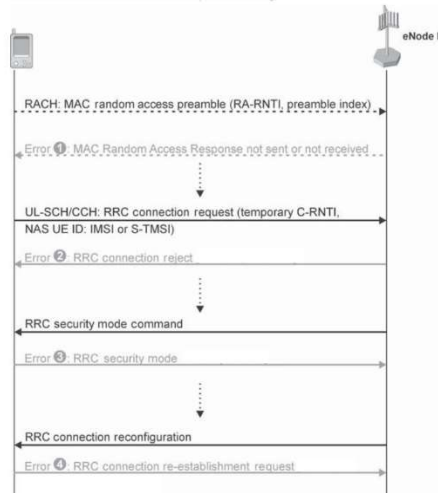 eNode
RACH: MAC random access preamble (RA-RNTI, preamble index)
Error 1: MAC Random Access Response not sent or not received
UL-SCH/CCH: RRC connection request (temporary C-RNTI,
NAS UE ID: IMSI or S-TMSI)
Error 2: RRC connection reject
RRC security mode command
Error 3: RRC security mode
RRC connection reconfiguration
Error 4: RRC connection re-establishment request